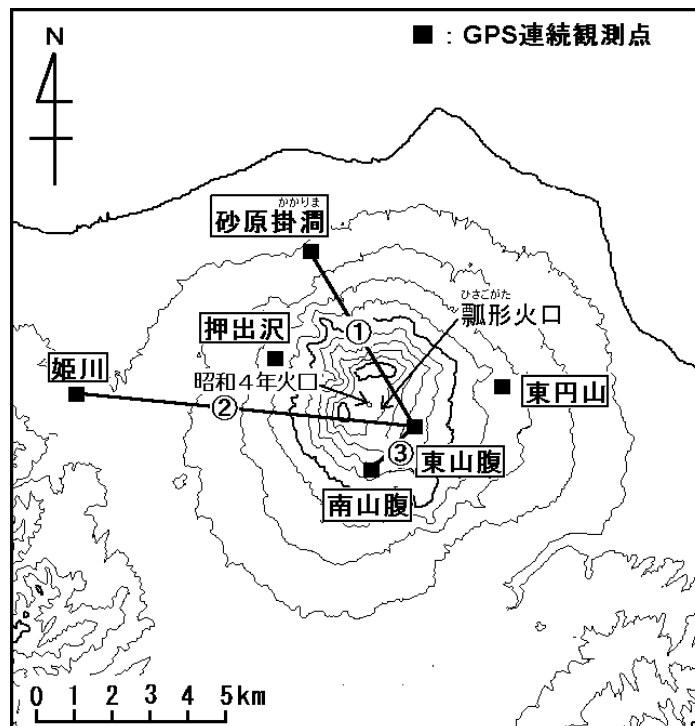 N
■：GPS連続観測点
かかりま
砂原掛澗
ひさごがた
瓢形火口
①
押出沢
姫川
昭和４年火口
②
東円山
③
東山腹
南山腹
0 1 2 3 4 5km